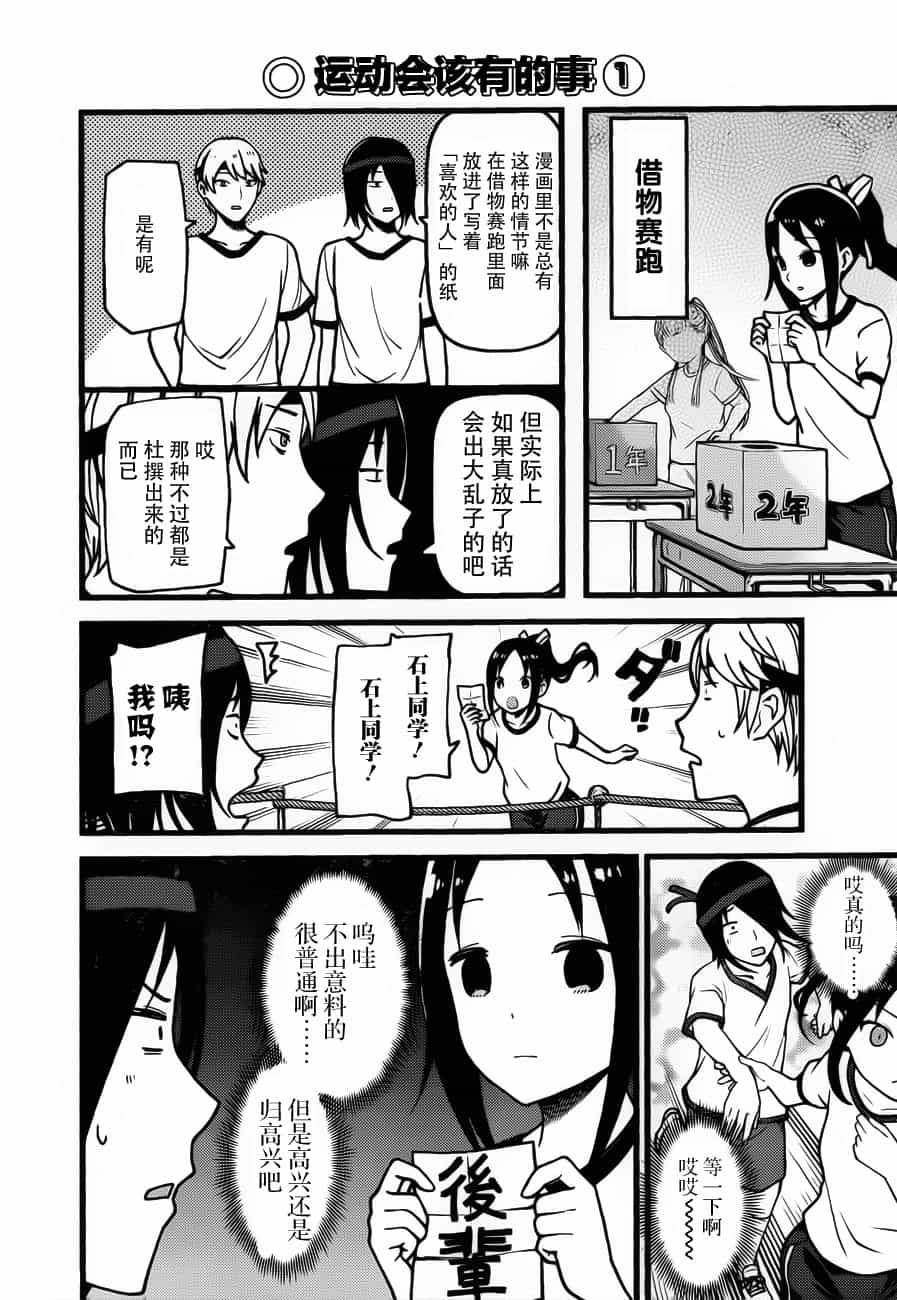 ◎ 运动会该有的事①
借物赛跑
1年
2年
2年
漫画里不是总有
这样的情节嘛
在借物赛跑里面
放进了写着
「喜欢的人」的纸
是有呢
但实际上
如果真放了的话
会出大乱子的吧
哎
那种不过都是
杜撰出来的
而已
ダ゛ッ
石上同学！
石上同学！
咦
我吗!?
哎真的吗……
等一下啊
哎哎～
呜哇
不出意料的
很普通啊……
但是高兴还是
归高兴吧
後輩